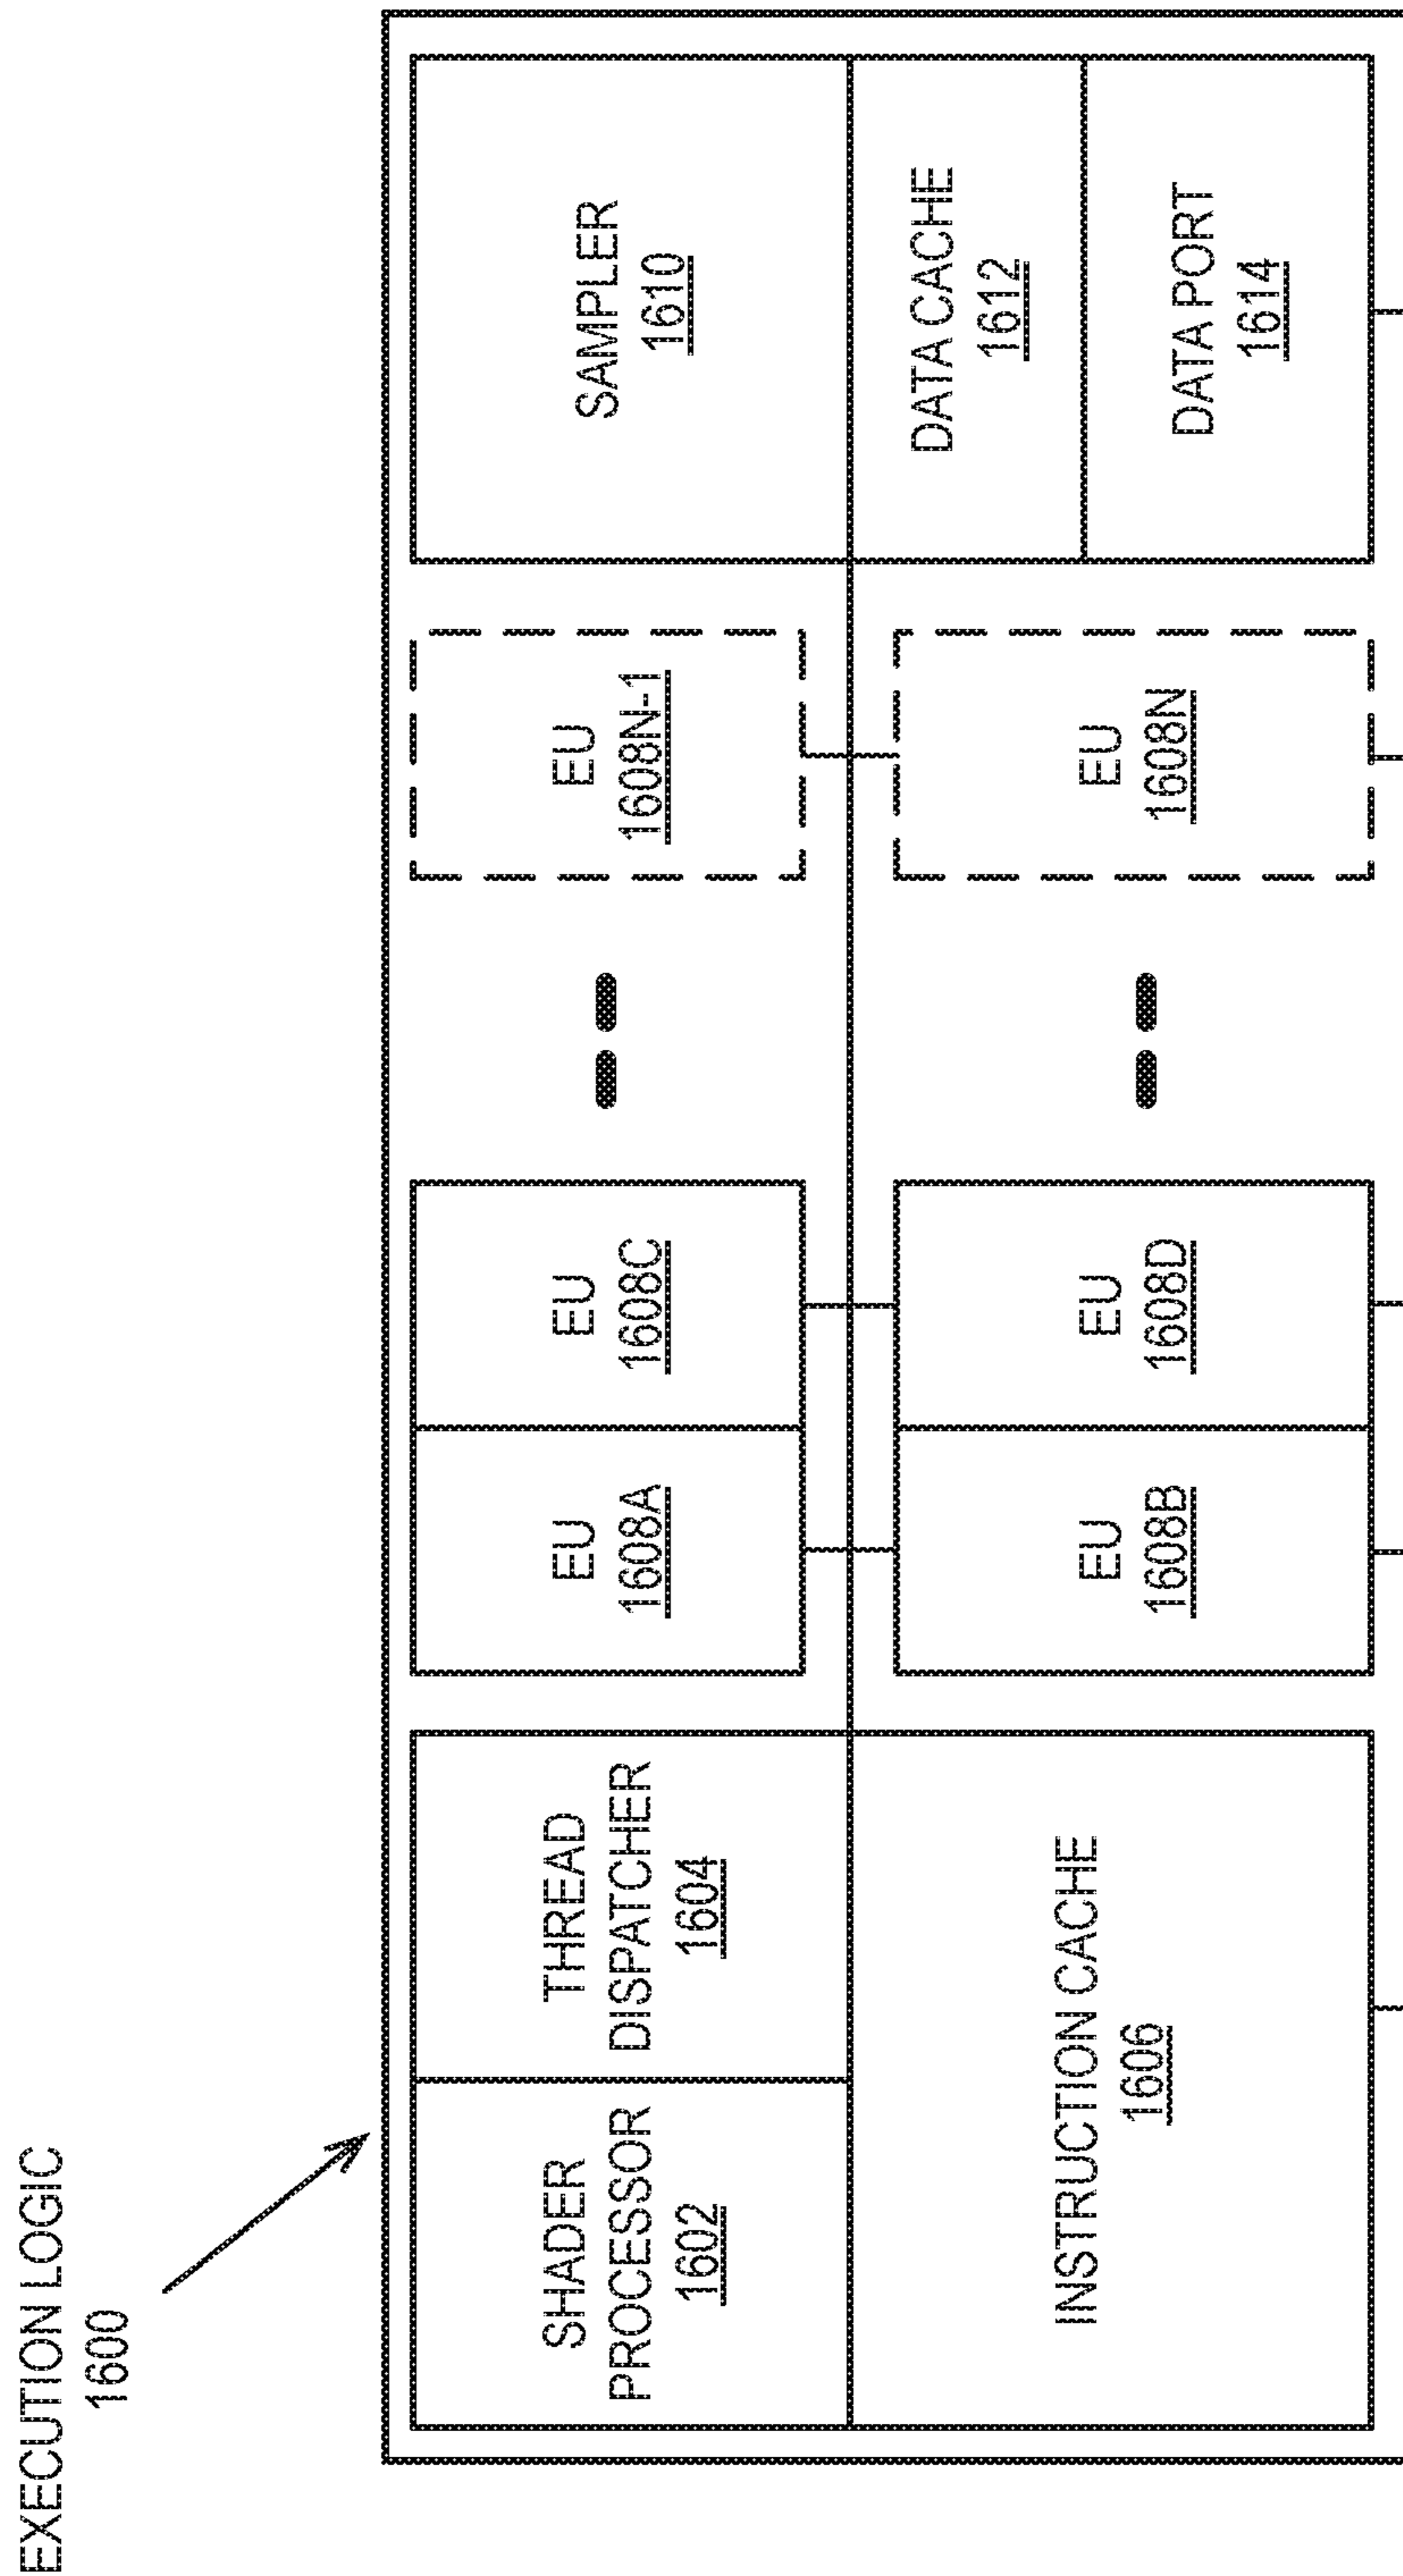 EXECUTION LOGIC
1600
SHADER
PROCESSOR
1602
THREAD
DISPATCHER
1604
EU
1608A
EU
1608C
EU
1608N-1
SAMPLER
1610
INSTRUCTION CACHE
1606
EU
1608B
EU
1608D
EU
1608N
DATA CACHE
1612
DATA PORT
1614